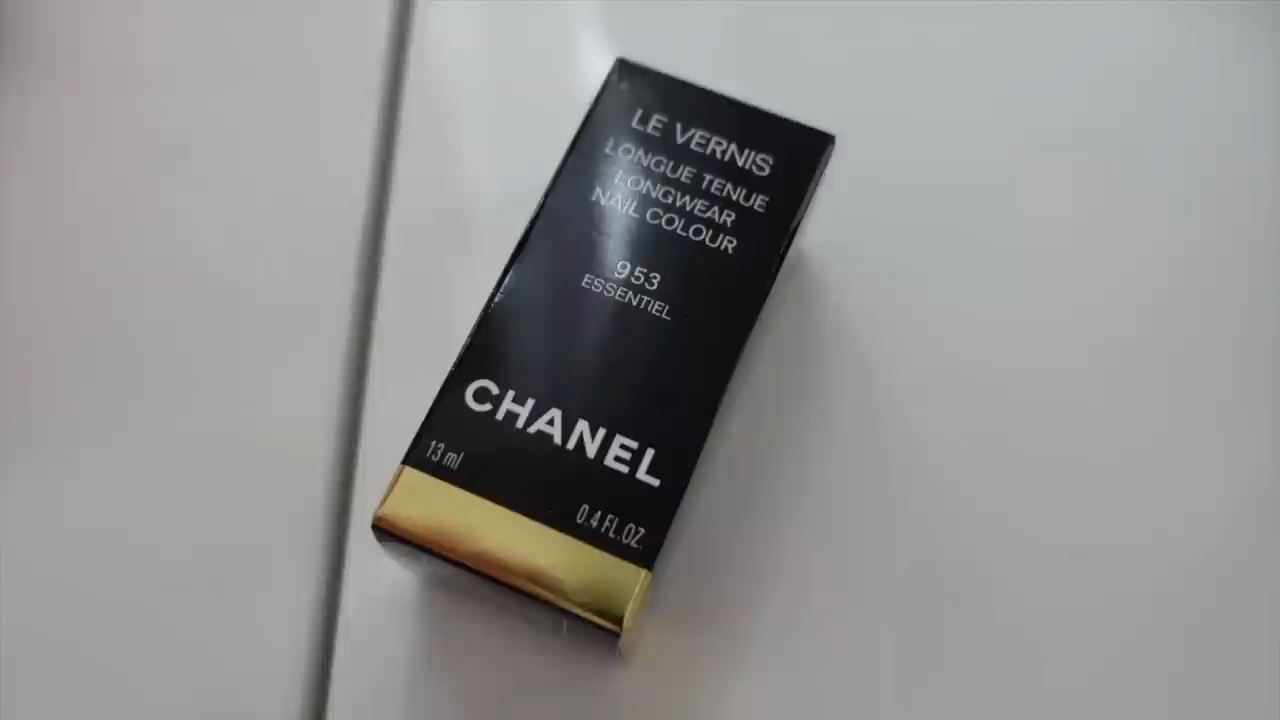 LE VERNIS
LONGUE TENUE
LONGWEAR
NAIL COLOUR
953
ESSENTIEL
CHANEL
13 ml
0.4 FL.OZ.